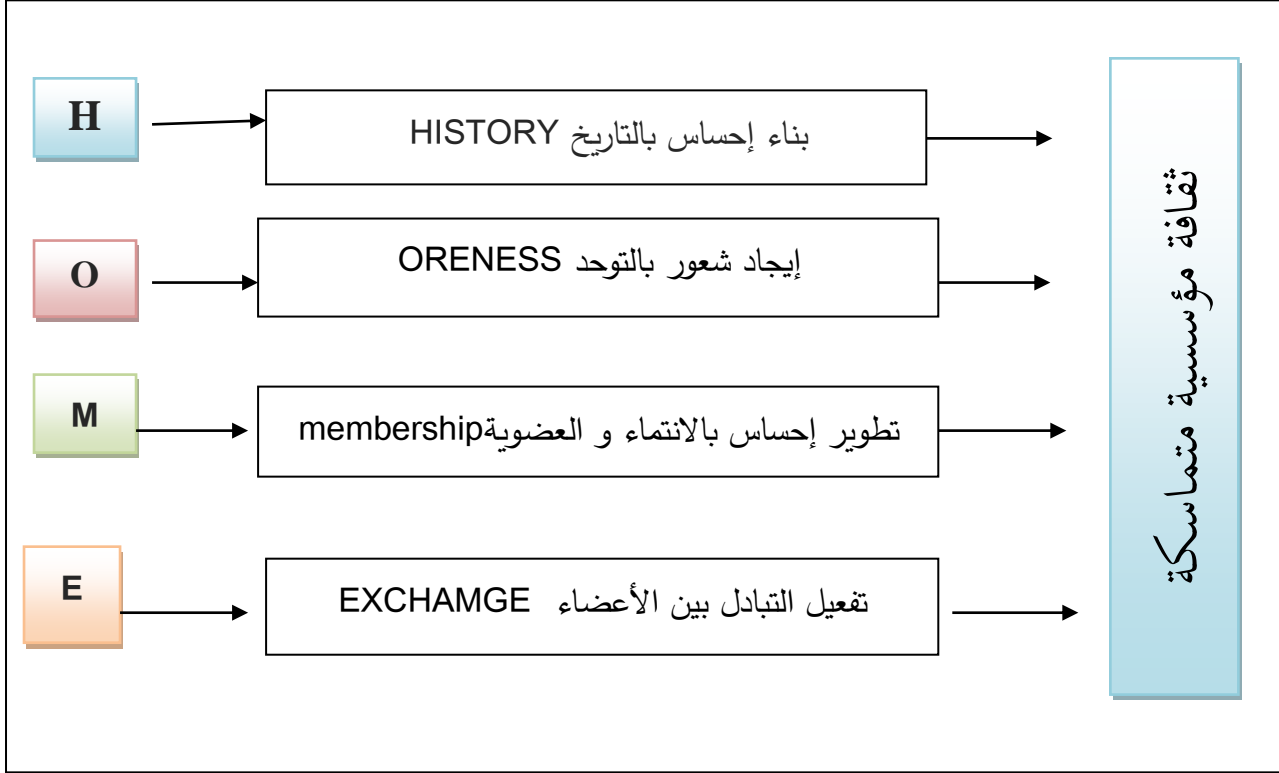 H
بناء إحساس بالتاريخ HISTORY
O
إيجاد شعور بالتوحد ORENESS
M
تطوير إحساس بالانتماء و العضويةmembership
E
تفعيل التبادل بين الأعضاء EXCHAMGE
ثقافة مؤسسية متماسكة